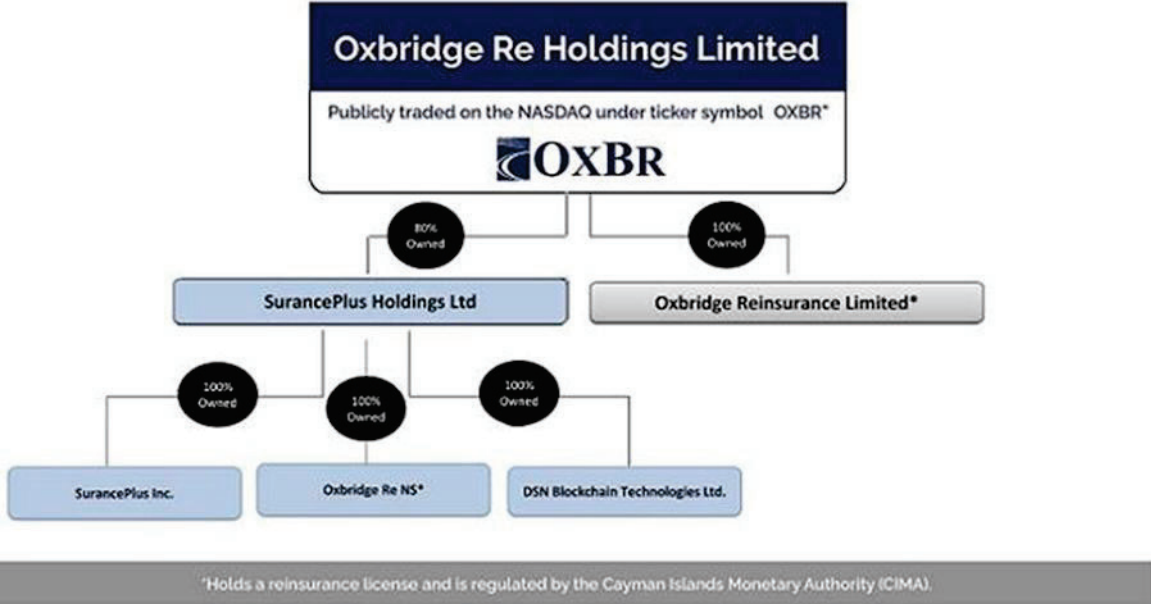 Oxbridge Re Holdings Limited
Publicly traded on the NASDAQ under ticker symbol OXBR"
OXBR
80%
Owned
100%
Owned
SurancePlus Holdings Ltd
Oxbridge Reinsurance Limited*
100%
Owned
100%
Owned
100%
Owned
SurancePlus Inc.
Oxbridge Re NS*
DSN Blockchain Technologies Ltd.
*Holds a reinsurance license and is regulated by the Cayman Islands Monetary Authority (CIMA).